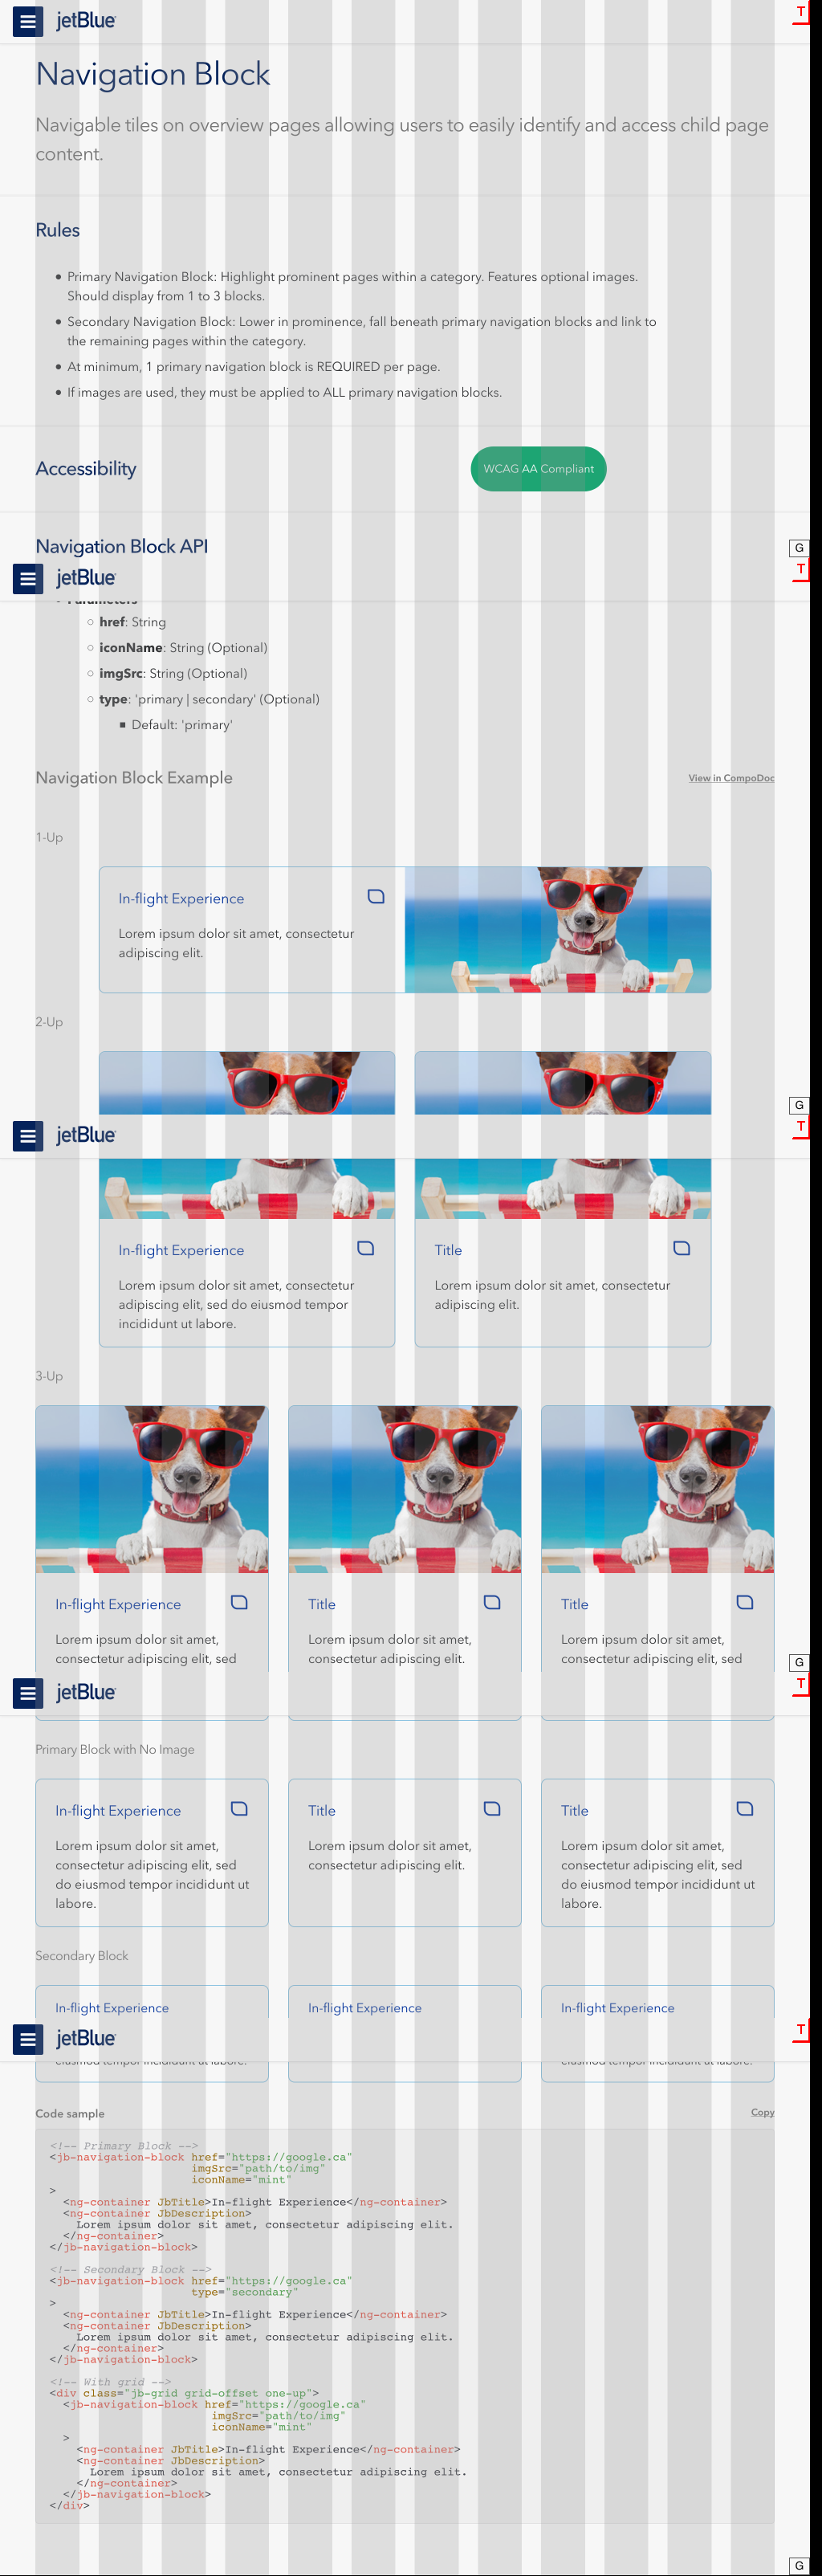 jetBlue
T
Navigation Block
Navigable tiles on overview pages allowing users to easily identify and access child page
content.
Rules
Primary Navigation Block: Highlight prominent pages within a category. Features optional images.
Should display from 1 to 3 blocks.
Secondary Navigation Block: Lower in prominence, fall beneath primary navigation blocks and link to
the remaining pages within the category.
At minimum, 1 primary navigation block is REQUIRED per page.
If images are used, they must be applied to ALL primary navigation blocks.
Accessibility
WCAG AA Compliant
Navigation Block API
G
jetBlue
T
Parameters
href: String
iconName: String (Optional)
imgSrc: String (Optional)
type: 'primary | secondary' (Optional)
Default: 'primary'
Navigation Block Example
View in CompoDoc
1-Up
In-flight Experience
Lorem ipsum dolor sit amet, consectetur
adipiscing elit.
2-Up
G
jetBlue
T
In-flight Experience
Lorem ipsum dolor sit amet, consectetur
adipiscing elit, sed do eiusmod tempor
incididunt ut labore.
Title
Lorem ipsum dolor sit amet, consectetur
adipiscing elit.
3-Up
In-flight Experience
Lorem ipsum dolor sit amet,
consectetur adipiscing elit, sed
Title
Lorem ipsum dolor sit amet,
consectetur adipiscing elit.
Title
Lorem ipsum dolor sit amet,
consectetur adipiscing elit, sed
G
jetBlue
T
Primary Block with No Image
In-flight Experience
Lorem ipsum dolor sit amet,
consectetur adipiscing elit, sed
do eiusmod tempor incididunt ut
labore.
Title
Lorem ipsum dolor sit amet,
consectetur adipiscing elit.
Title
Lorem ipsum dolor sit amet,
consectetur adipiscing elit, sed
do eiusmod tempor incididunt ut
labore.
Secondary Block
In-flight Experience
In-flight Experience
In-flight Experience
jetBlue
T
eiusmod tempor incididunt ut labore.
eiusmod tempor incididunt ut labore.
Code sample
Copy
<!-- Primary Block -->
<jb-navigation-block href="https://google.ca"
imgSrc="path/to/img"
iconName="mint"
>
<ng-container JbTitle>In-flight Experience</ng-container>
<ng-container JbDescription>
Lorem ipsum dolor sit amet, consectetur adipiscing elit.
</ng-container>
</jb-navigation-block>
<!-- Secondary Block -->
<jb-navigation-block href="https://google.ca"
type="secondary"
>
<ng-container JbTitle>In-flight Experience</ng-container>
<ng-container JbDescription>
Lorem ipsum dolor sit amet, consectetur adipiscing elit.
</ng-container>
</jb-navigation-block>
<!-- With grid -->
<div class="jb-grid grid-offset one-up">
<jb-navigation-block href="https://google.ca"
imgSrc="path/to/img"
iconName="mint"
>
<ng-container JbTitle>In-flight Experience</ng-container>
<ng-container JbDescription>
Lorem ipsum dolor sit amet, consectetur adipiscing elit.
</ng-container>
</jb-navigation-block>
</div>
G